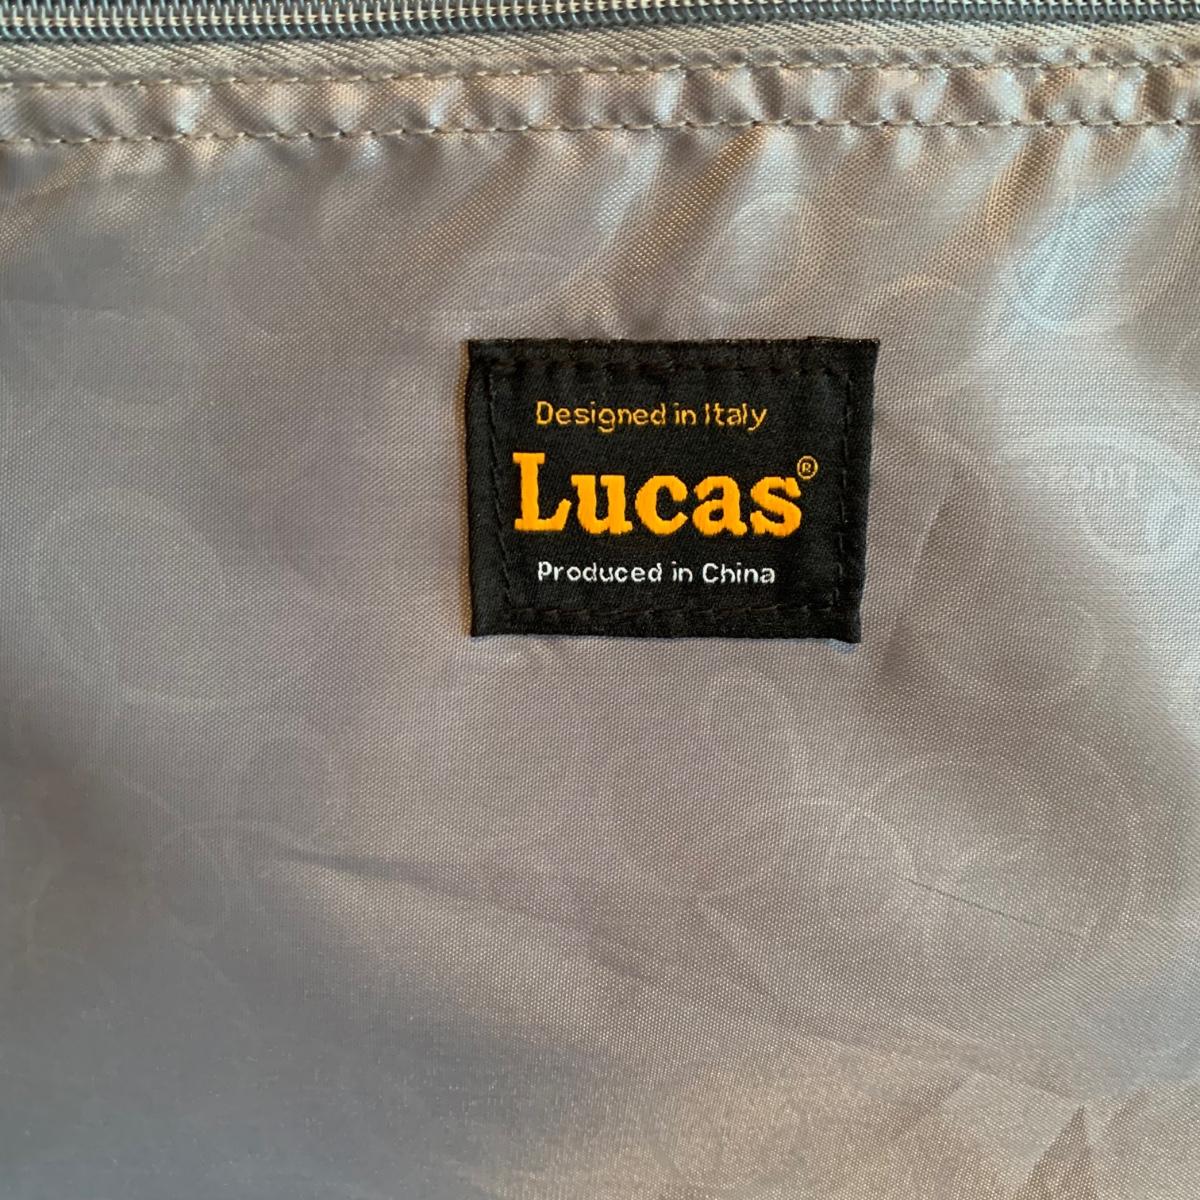 Designed in Italy
Lucas®
Produced in China